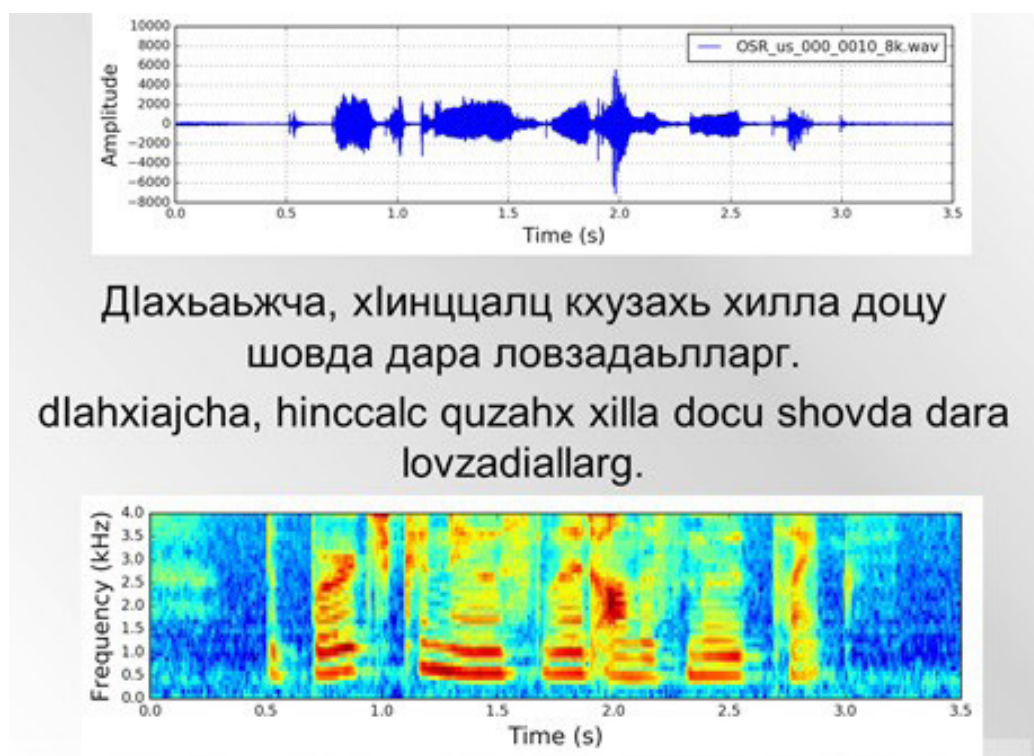 10000
8000
6000
4000
2000
0
−2000
−4000
−6000
−8000
Amplitude
OSR_us_000_0010_8k.wav
0.0 0.5 1.0 1.5 2.0 2.5 3.0 3.5
Time (s)
ДІахьаьжча, хІинццалц кхузахь хилла доцу
шовда дара ловзадаьлларг.
dIahxiajcha, hinccalc quzahx xilla docu shovda dara
lovzadiallarg.
4.0
3.5
3.0
2.5
2.0
1.5
1.0
0.5
0.0
Frequency (kHz)
0.0 0.5 1.0 1.5 2.0 2.5 3.0 3.5
Time (s)